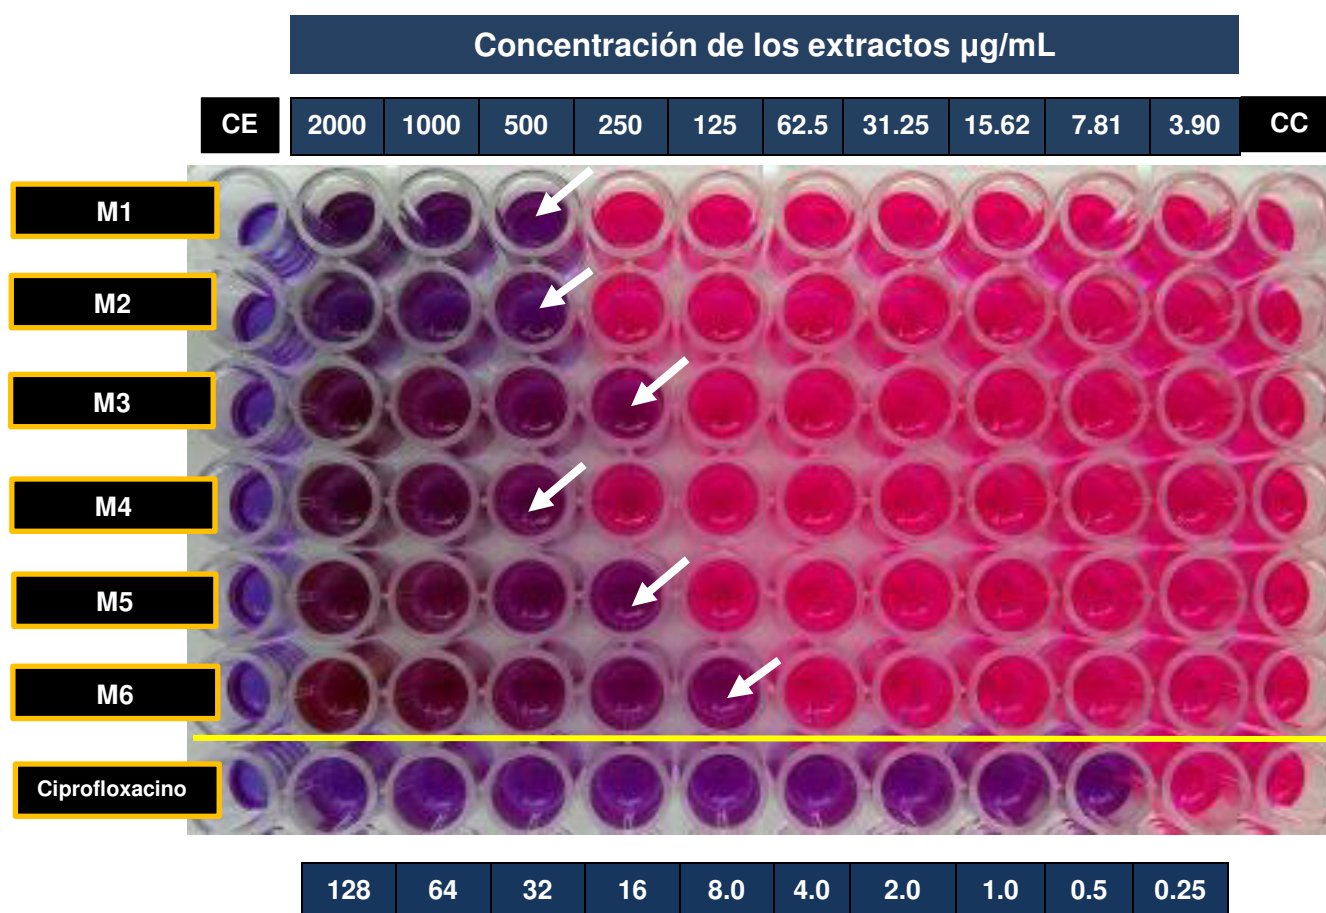 Concentración de los extractos µg/mL
CE 2000 1000 500 250 125 62.5 31.25 15.62 7.81 3.90 CC
M1
M2
M3
M4
M5
M6
Ciprofloxacino
128 64 32 16 8.0 4.0 2.0 1.0 0.5 0.25